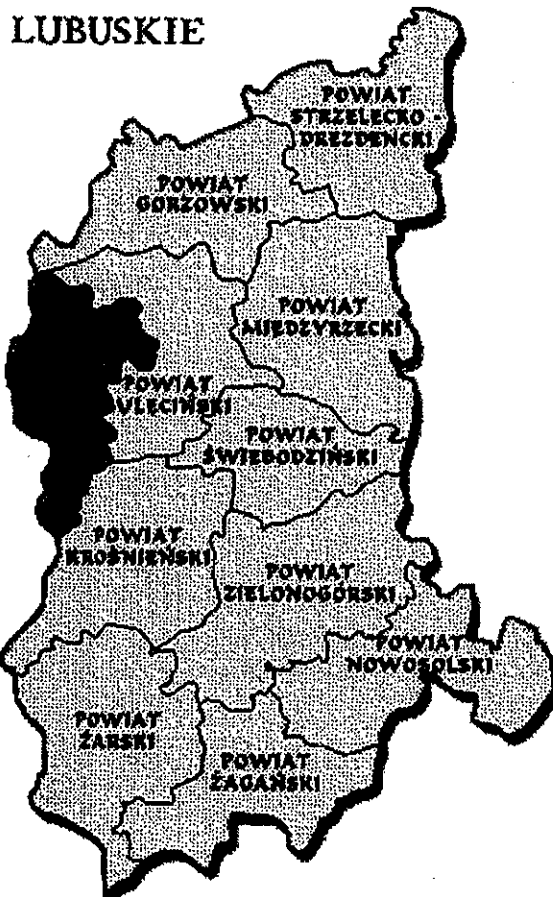 LUBUSKIE
POWIAT
STRZELECKO -
DREZDENCKI
POWIAT
GORZOWSKI
POWIAT
MIĘDZYRZECKI
POWIAT
ULĘCIŃSKI
POWIAT
ŚWIEBODZIŃSKI
POWIAT
KROŚNIEŃSKI
POWIAT
ZIELONOGÓRSKI
POWIAT
NOWOSOLSKI
POWIAT
ŻARSKI
POWIAT
ŻAGAŃSKI